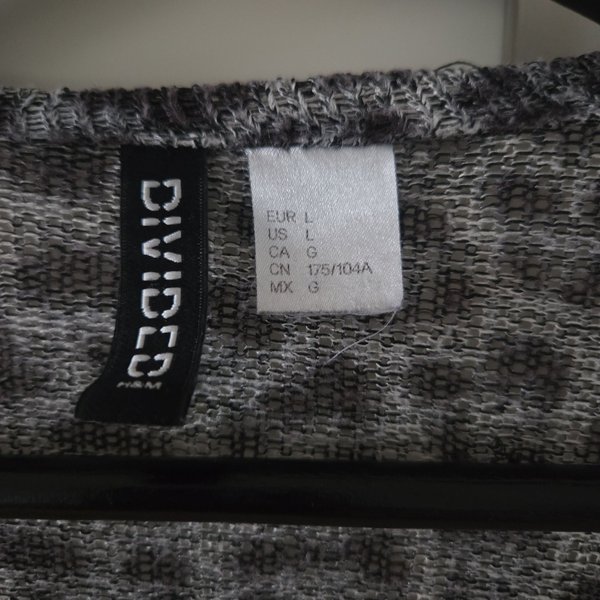 DIVIDED
H&M
EUR L
US L
CA G
CN 175/104A
MX G